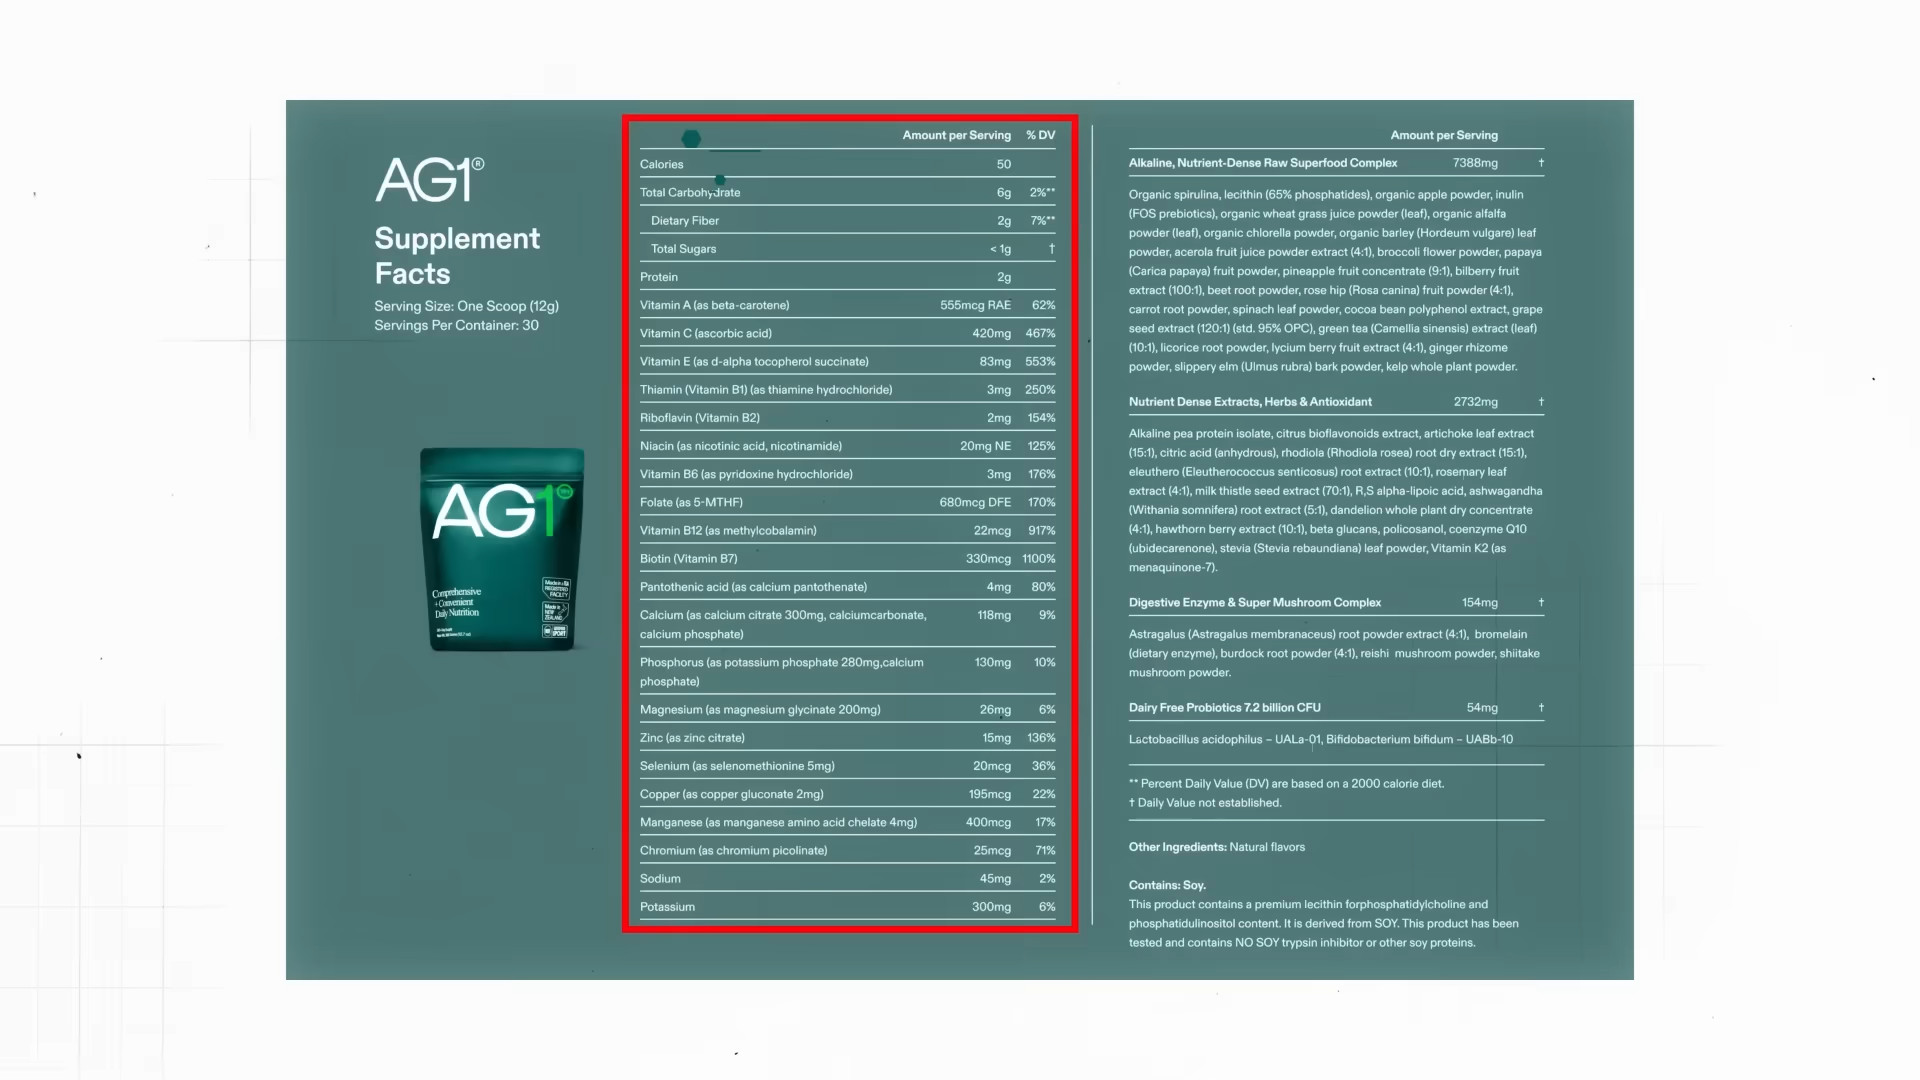 AG1®
Supplement
Facts
Serving Size: One Scoop (12g)
Servings Per Container: 30
AG1
Comprehensive
+Convenient
Daily Nutrition
Made in
NEW
ZEALAND
SPORT
Amount per Serving % DV
Calories 50
Total Carbohydrate 6g 2%**
Dietary Fiber 2g 7%**
Total Sugars < 1g †
Protein 2g
Vitamin A (as beta-carotene) 555mcg RAE 62%
Vitamin C (ascorbic acid) 420mg 467%
Vitamin E (as d-alpha tocopherol succinate) 83mg 553%
Thiamin (Vitamin B1) (as thiamine hydrochloride) 3mg 250%
Riboflavin (Vitamin B2) 2mg 154%
Niacin (as nicotinic acid, nicotinamide) 20mg NE 125%
Vitamin B6 (as pyridoxine hydrochloride) 3mg 176%
Folate (as 5-MTHF) 680mcg DFE 170%
Vitamin B12 (as methylcobalamin) 22mcg 917%
Biotin (Vitamin B7) 330mcg 1100%
Pantothenic acid (as calcium pantothenate) 4mg 80%
Calcium (as calcium citrate 300mg, calciumcarbonate, 118mg 9%
calcium phosphate)
Phosphorus (as potassium phosphate 280mg,calcium 130mg 10%
phosphate)
Magnesium (as magnesium glycinate 200mg) 26mg 6%
Zinc (as zinc citrate) 15mg 136%
Selenium (as selenomethionine 5mg) 20mcg 36%
Copper (as copper gluconate 2mg) 195mcg 22%
Manganese (as manganese amino acid chelate 4mg) 400mcg 17%
Chromium (as chromium picolinate) 25mcg 71%
Sodium 45mg 2%
Potassium 300mg 6%
Amount per Serving
Alkaline, Nutrient-Dense Raw Superfood Complex 7388mg †
Organic spirulina, lecithin (65% phosphatides), organic apple powder, inulin
(FOS prebiotics), organic wheat grass juice powder (leaf), organic alfalfa
powder (leaf), organic chlorella powder, organic barley (Hordeum vulgare) leaf
powder, acerola fruit juice powder extract (4:1), broccoli flower powder, papaya
(Carica papaya) fruit powder, pineapple fruit concentrate (9:1), bilberry fruit
extract (100:1), beet root powder, rose hip (Rosa canina) fruit powder (4:1),
carrot root powder, spinach leaf powder, cocoa bean polyphenol extract, grape
seed extract (120:1) (std. 95% OPC), green tea (Camellia sinensis) extract (leaf)
(10:1), licorice root powder, lycium berry fruit extract (4:1), ginger rhizome
powder, slippery elm (Ulmus rubra) bark powder, kelp whole plant powder.
Nutrient Dense Extracts, Herbs & Antioxidant 2732mg †
Alkaline pea protein isolate, citrus bioflavonoids extract, artichoke leaf extract
(15:1), citric acid (anhydrous), rhodiola (Rhodiola rosea) root dry extract (15:1),
eleuthero (Eleutherococcus senticosus) root extract (10:1), rosemary leaf
extract (4:1), milk thistle seed extract (70:1), R,S alpha-lipoic acid, ashwagandha
(Withania somnifera) root extract (5:1), dandelion whole plant dry concentrate
(4:1), hawthorn berry extract (10:1), beta glucans, policosanol, coenzyme Q10
(ubidecarenone), stevia (Stevia rebaundiana) leaf powder, Vitamin K2 (as
menaquinone-7).
Digestive Enzyme & Super Mushroom Complex 154mg †
Astragalus (Astragalus membranaceus) root powder extract (4:1), bromelain
(dietary enzyme), burdock root powder (4:1), reishi mushroom powder, shiitake
mushroom powder.
Dairy Free Probiotics 7.2 billion CFU 54mg †
Lactobacillus acidophilus – UALa-01, Bifidobacterium bifidum – UABb-10
** Percent Daily Value (DV) are based on a 2000 calorie diet.
† Daily Value not established.
Other Ingredients: Natural flavors
Contains: Soy.
This product contains a premium lecithin forphosphatidylcholine and
phosphatidulinositol content. It is derived from SOY. This product has been
tested and contains NO SOY trypsin inhibitor or other soy proteins.